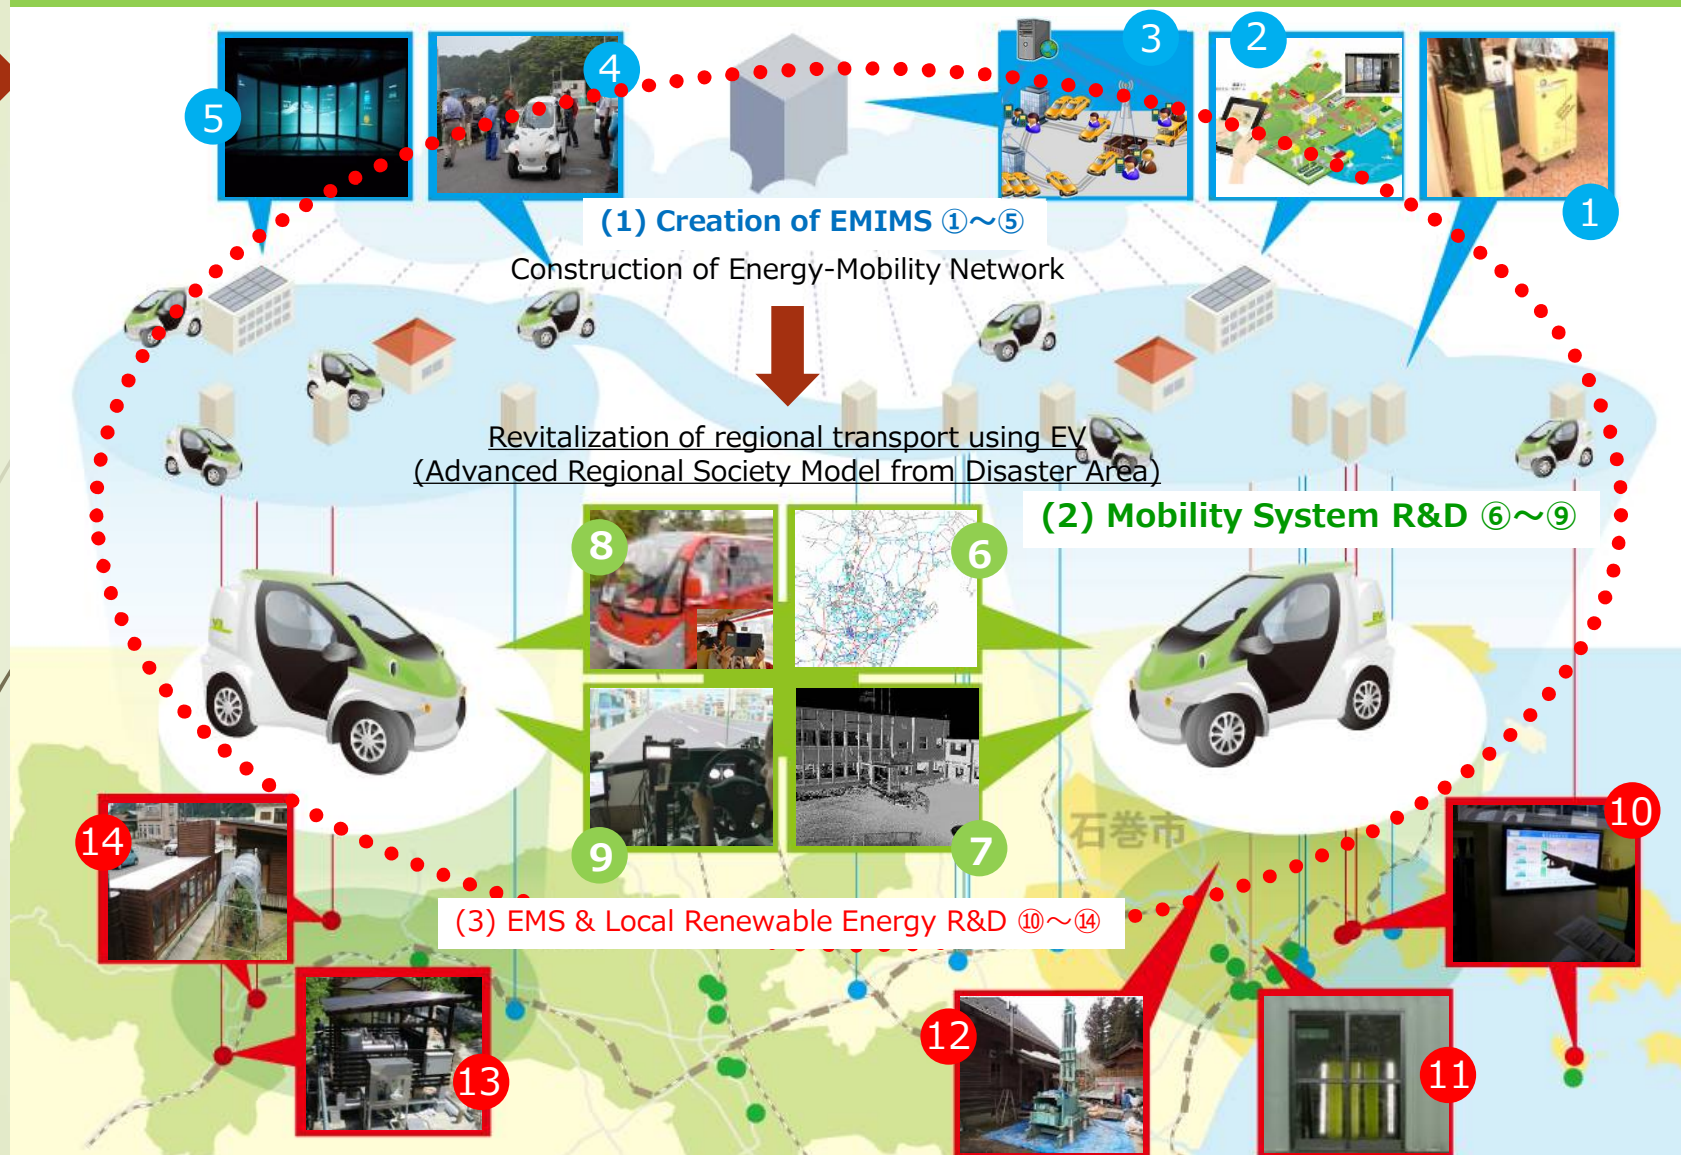 5
4
3
2
1
(1) Creation of EMIMS ①～⑤
Construction of Energy-Mobility Network
Revitalization of regional transport using EV
(Advanced Regional Society Model from Disaster Area)
(2) Mobility System R&D ⑥～⑨
8
6
EV
9
7
石巻市
10
14
(3) EMS & Local Renewable Energy R&D ⑩～⑭
13
12
11